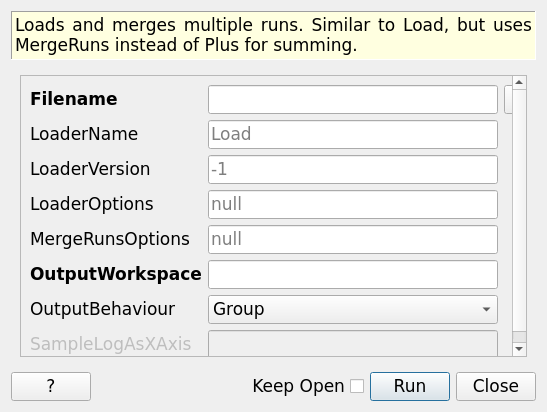 Loads and merges multiple runs. Similar to Load, but uses
MergeRuns instead of Plus for summing.
Filename
LoaderName Load
LoaderVersion -1
LoaderOptions null
MergeRunsOptions null
OutputWorkspace
OutputBehaviour Group
SampleLogAsXAxis
? Keep Open Run Close